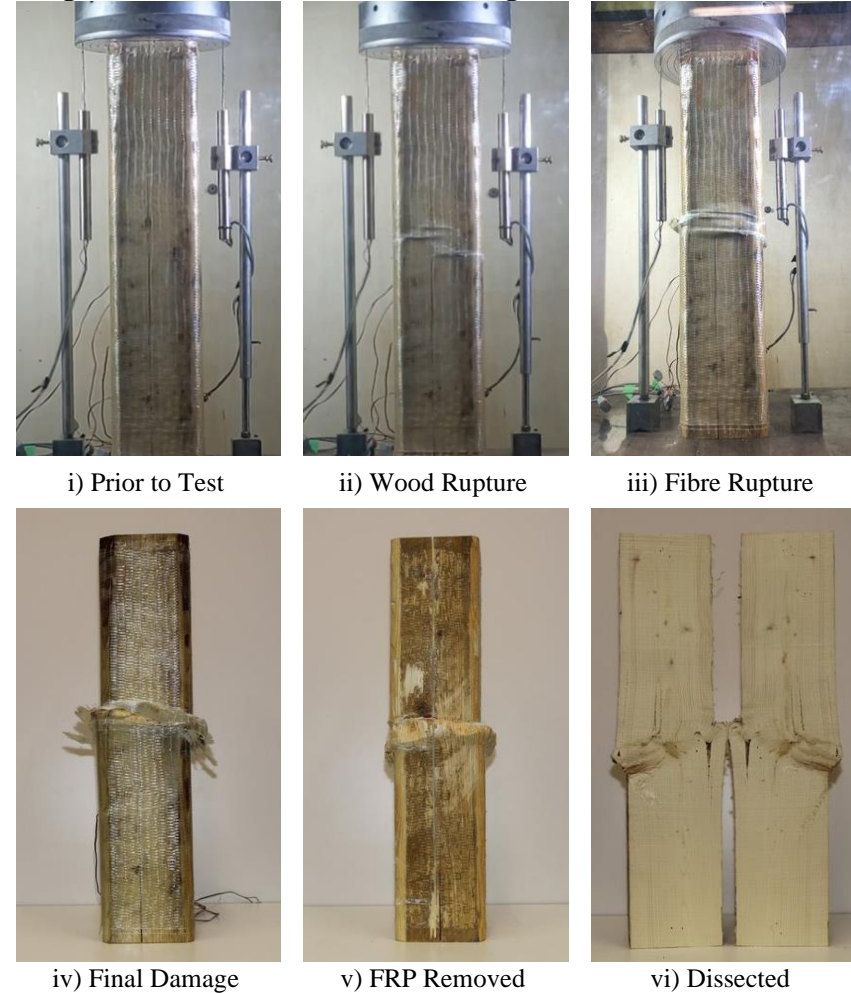 i) Prior to Test
ii) Wood Rupture
iii) Fibre Rupture
iv) Final Damage
v) FRP Removed
vi) Dissected